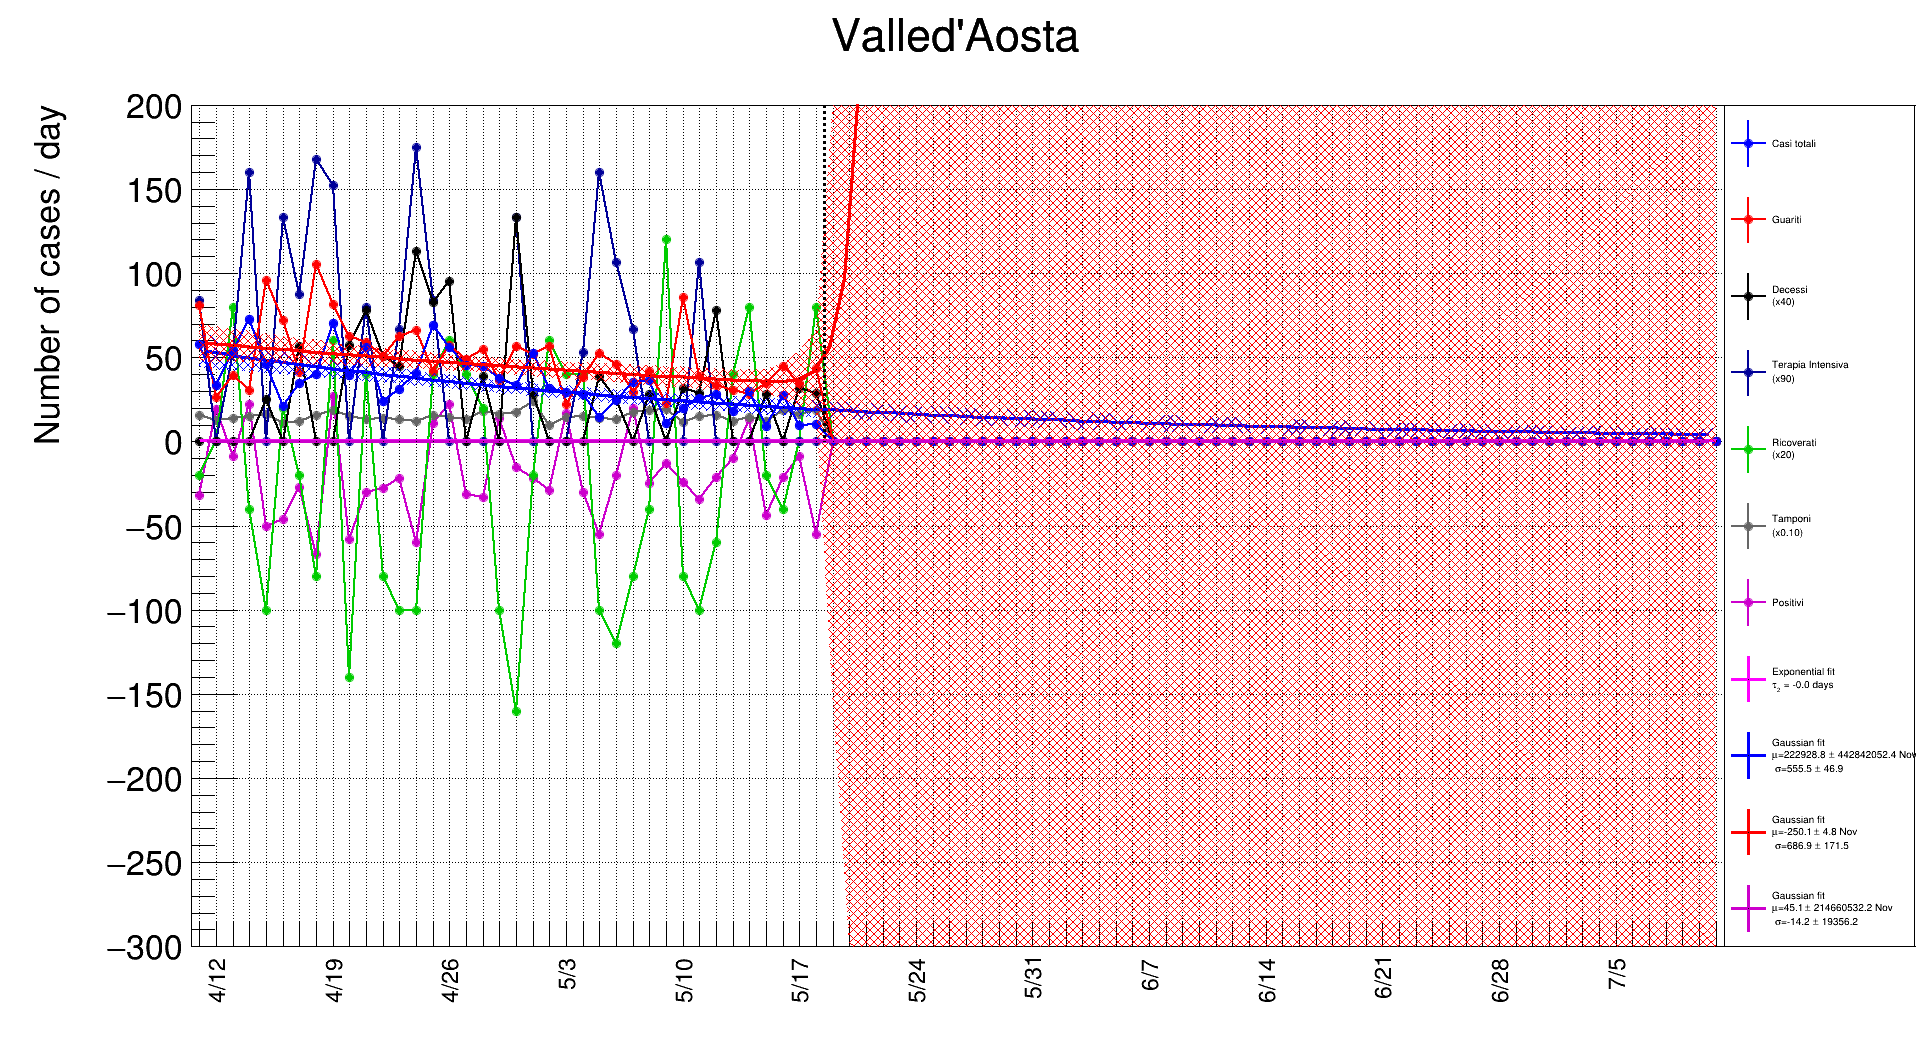 Valled'Aosta
Number of cases / day
200
150
100
50
0
−50
−100
−150
−200
−250
−300
4/12
4/19
4/26
5/3
5/10
5/17
5/24
5/31
6/7
6/14
6/21
6/28
7/5
Casi totali
Guariti
Decessi
(x40)
Terapia Intensiva
(x90)
Ricoverati
(x20)
Tamponi
(x0.10)
Positivi
Exponential fit
τ2 = -0.0 days
Gaussian fit
μ=222928.8 ± 442842052.4 Nov
σ=555.5 ± 46.9
Gaussian fit
μ=-250.1 ± 4.8 Nov
σ=686.9 ± 171.5
Gaussian fit
μ=45.1 ± 214660532.2 Nov
σ=-14.2 ± 19356.2